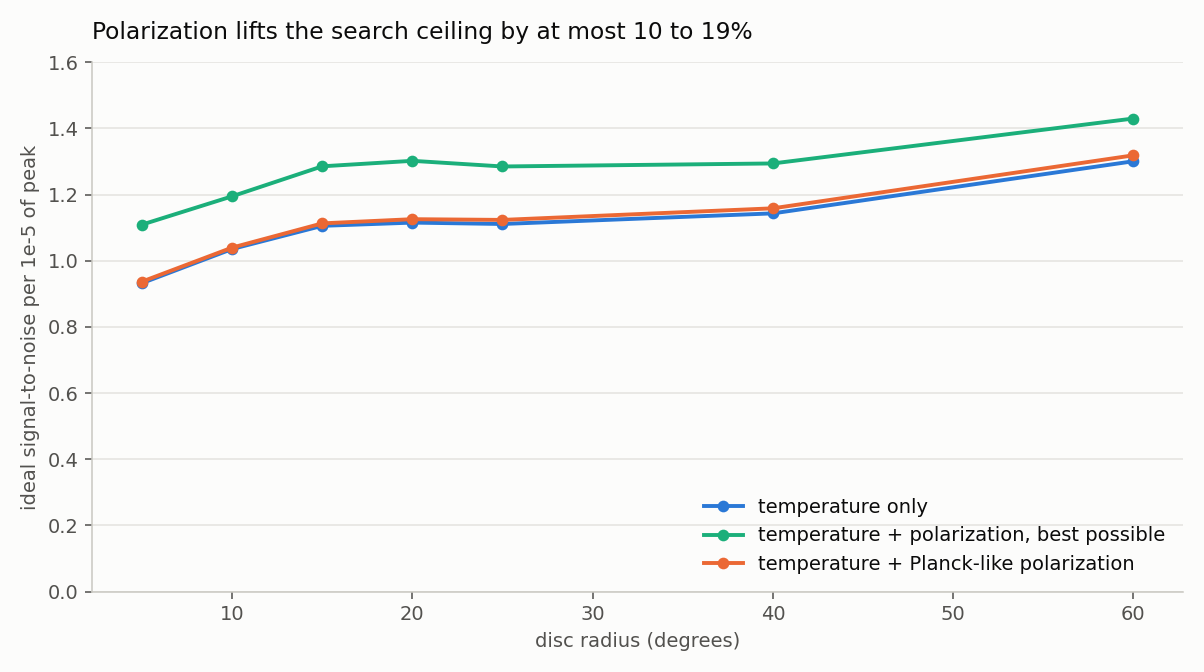 Polarization lifts the search ceiling by at most 10 to 19%
ideal signal-to-noise per 1e-5 of peak
1.6
1.4
1.2
1.0
0.8
0.6
0.4
0.2
0.0
temperature only
temperature + polarization, best possible
temperature + Planck-like polarization
10 20 30 40 50 60
disc radius (degrees)